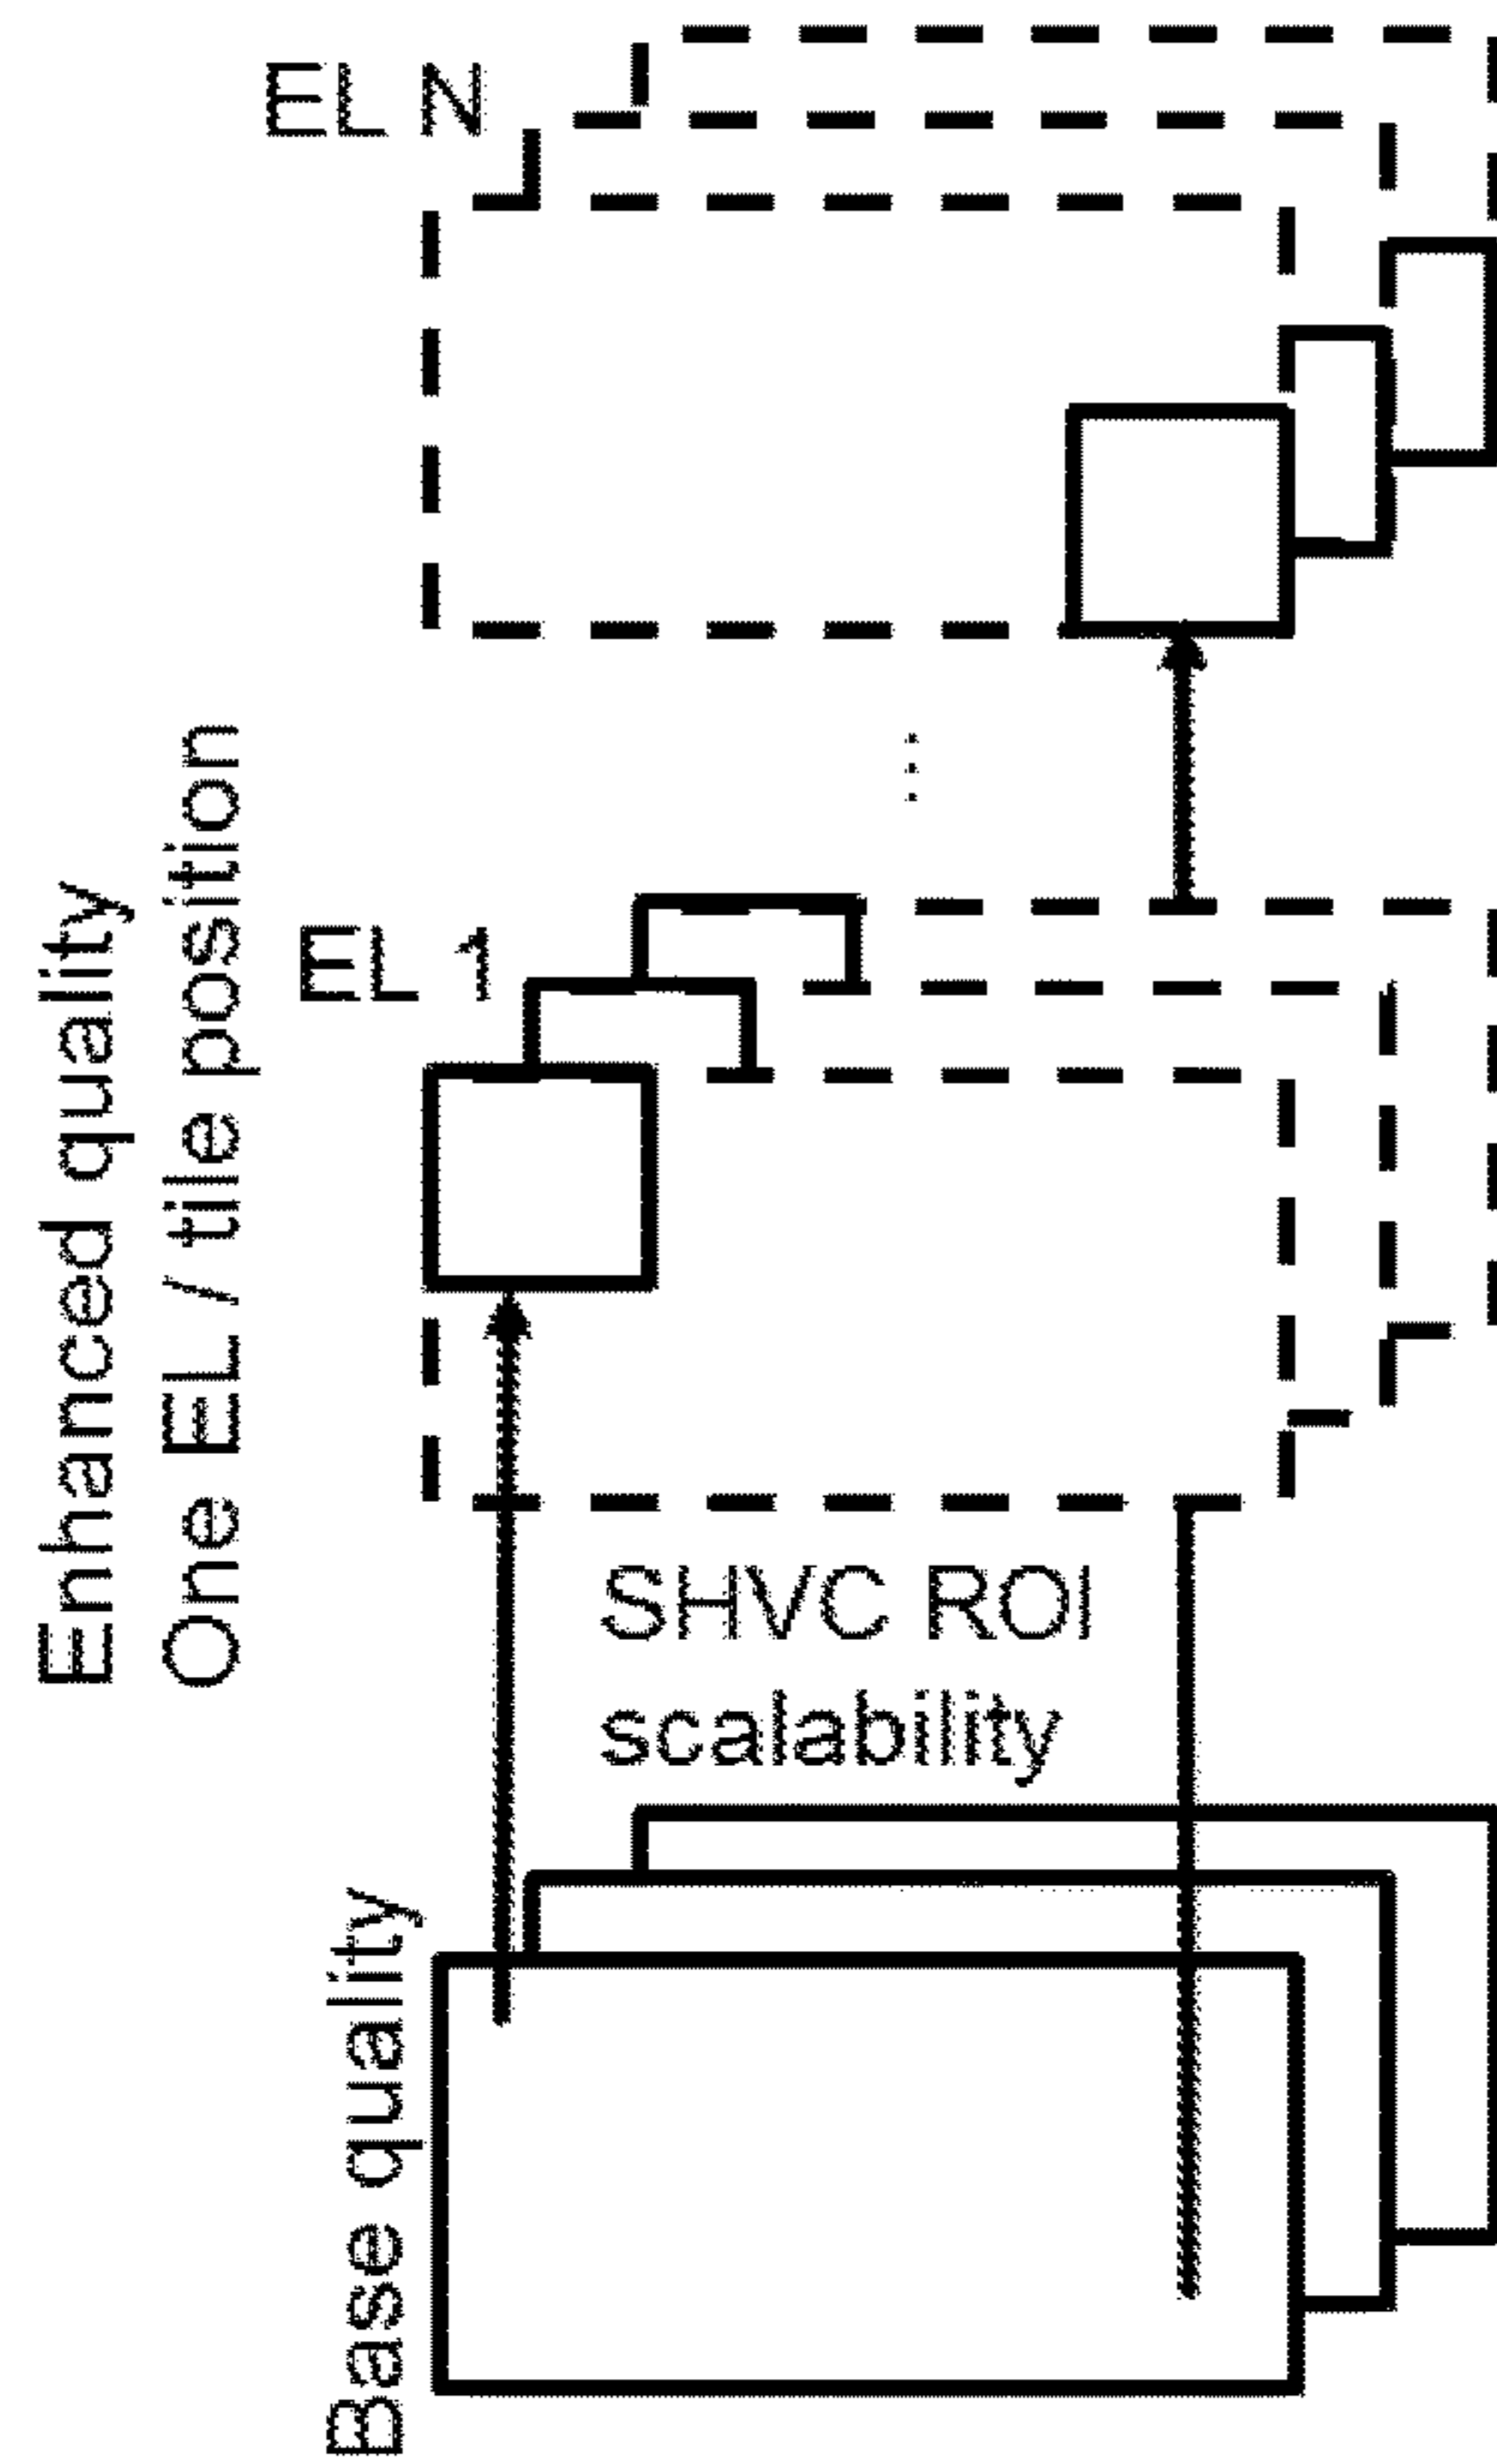 EL N
Enhanced quality
One EL / tile position
⋮
EL 1
SHVC ROI
scalability
Base quality